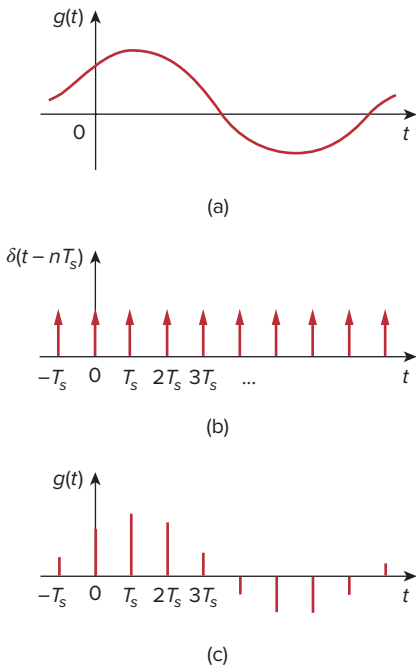 g(t)
0
t
(a)
δ(t – nTₛ)
–Tₛ 0 Tₛ 2Tₛ 3Tₛ ... t
(b)
g(t)
–Tₛ 0 Tₛ 2Tₛ 3Tₛ t
(c)